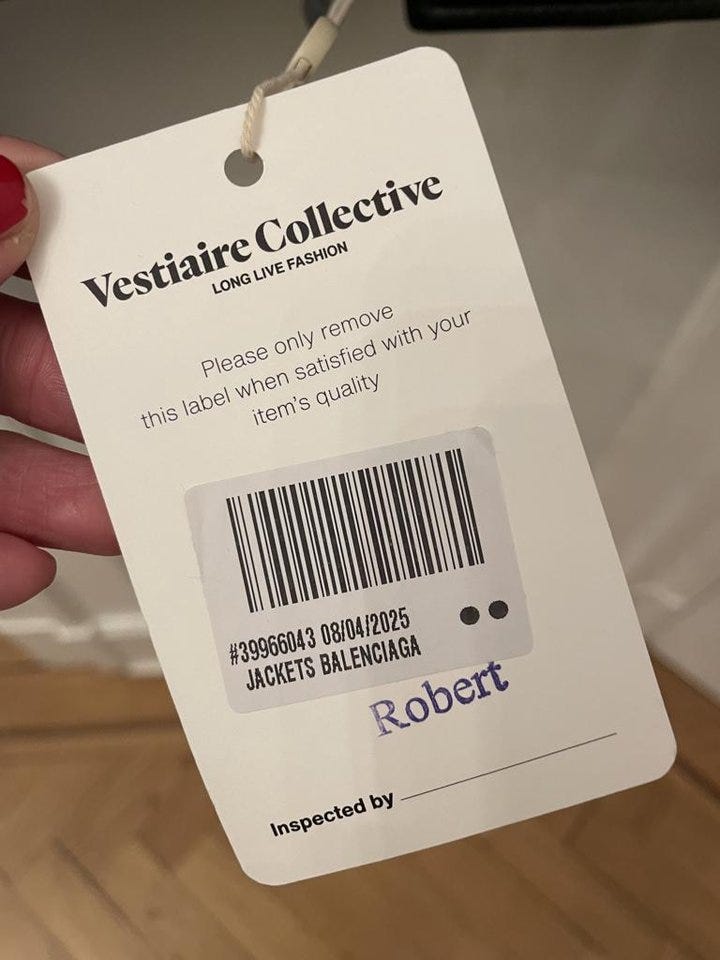 Vestiaire Collective
LONG LIVE FASHION
Please only remove
this label when satisfied with your
item's quality
#39966043 08/04/2025
JACKETS BALENCIAGA
Robert
Inspected by